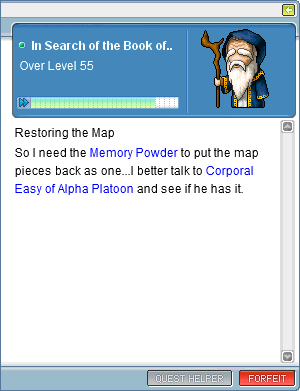 In Search of the Book of..
Over Level 55
Restoring the Map
So I need the Memory Powder to put the map
pieces back as one...I better talk to Corporal
Easy of Alpha Platoon and see if he has it.
QUEST HELPER FORFEIT